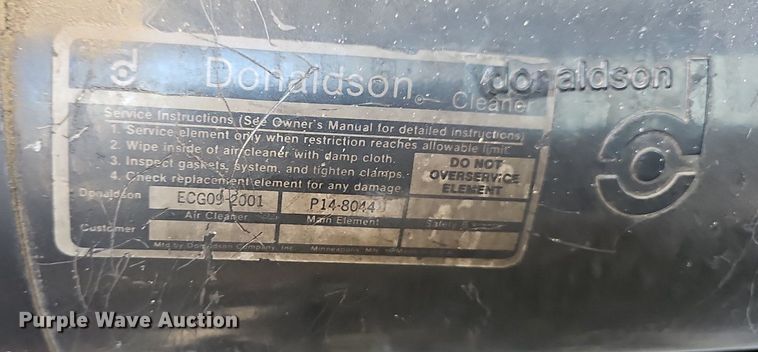 Donaldson
Cleaner
donaldson
Service Instructions (See Owner's Manual for detailed instructions)
1. Service element only when restriction reaches allowable limit.
2. Wipe inside of air cleaner with damp cloth.
3. Inspect gaskets, system, and tighten clamps.
4. Check replacement element for any damage.
DO NOT
OVERSERVICE
ELEMENT
Donaldson ECG09-2001 P14-8044
Air Cleaner Main Element Safety
Customer
Mfg by Donaldson Company, Inc. Minneapolis, MN
Purple Wave Auction